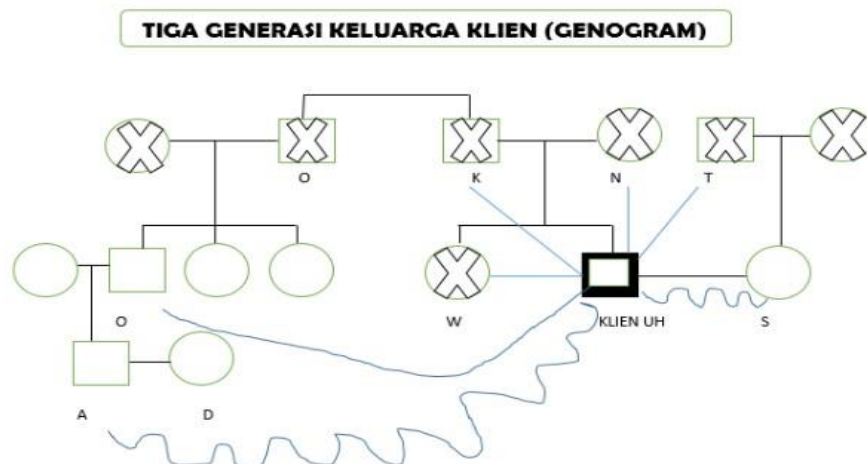 TIGA GENERASI KELUARGA KLIEN (GENOGRAM)
O K N T
W KLIEN UH S
O
A D